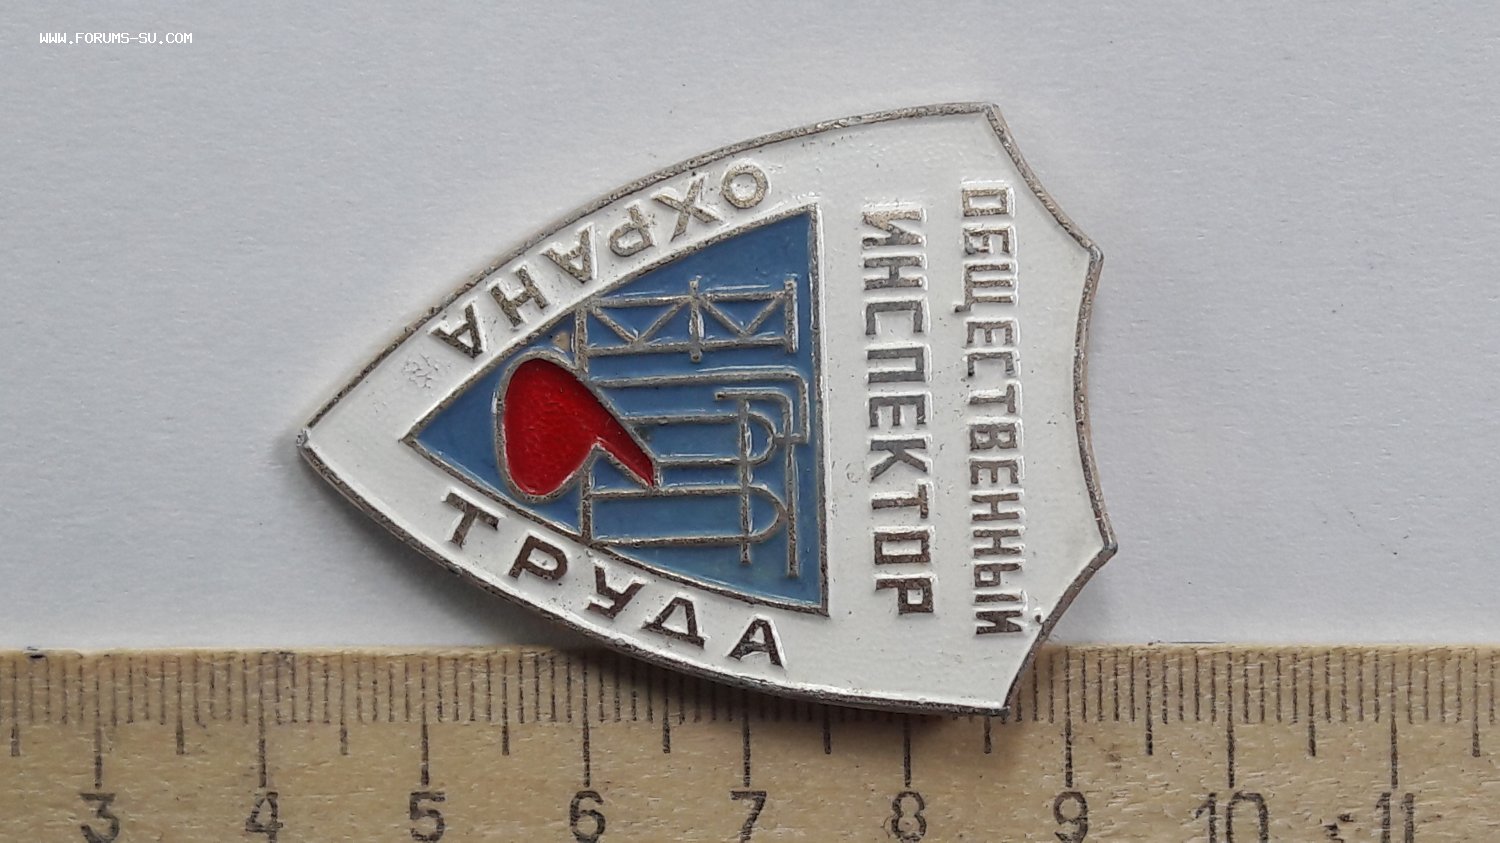 WWW.FORUMS-SU.COM
ОБЩЕСТВЕННЫЙ
ИНСПЕКТОР
ОХРАНА
ТРУДА
3 4 5 6 7 8 9 10 11